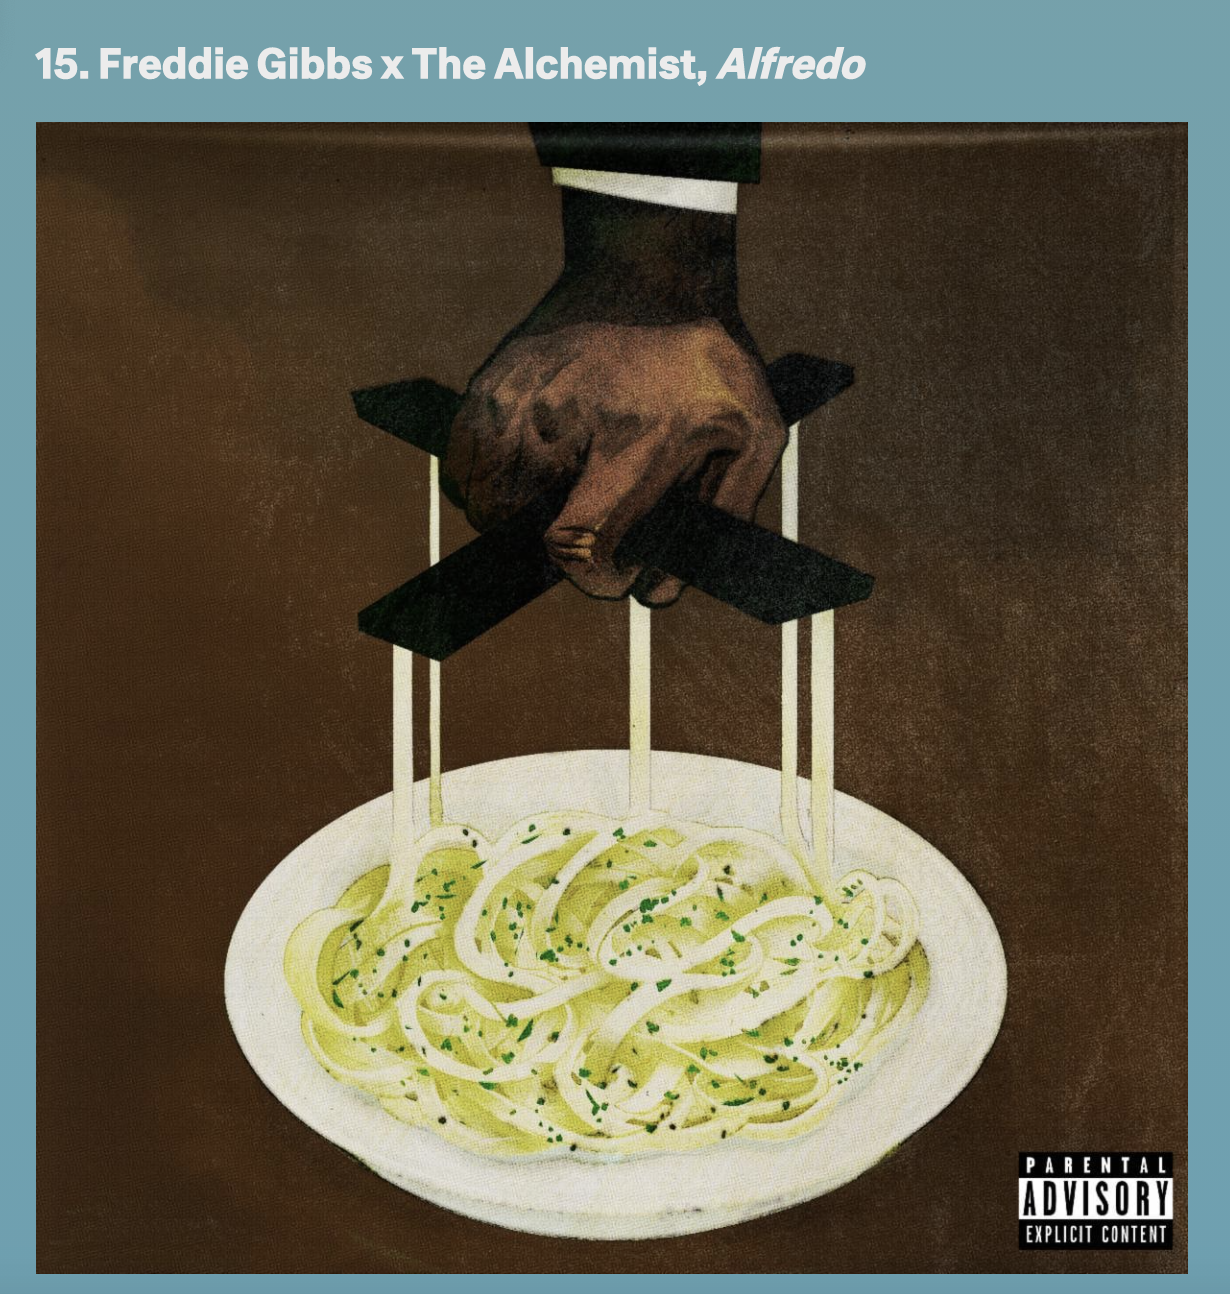 15. Freddie Gibbs x The Alchemist, Alfredo
PARENTAL
ADVISORY
EXPLICIT CONTENT